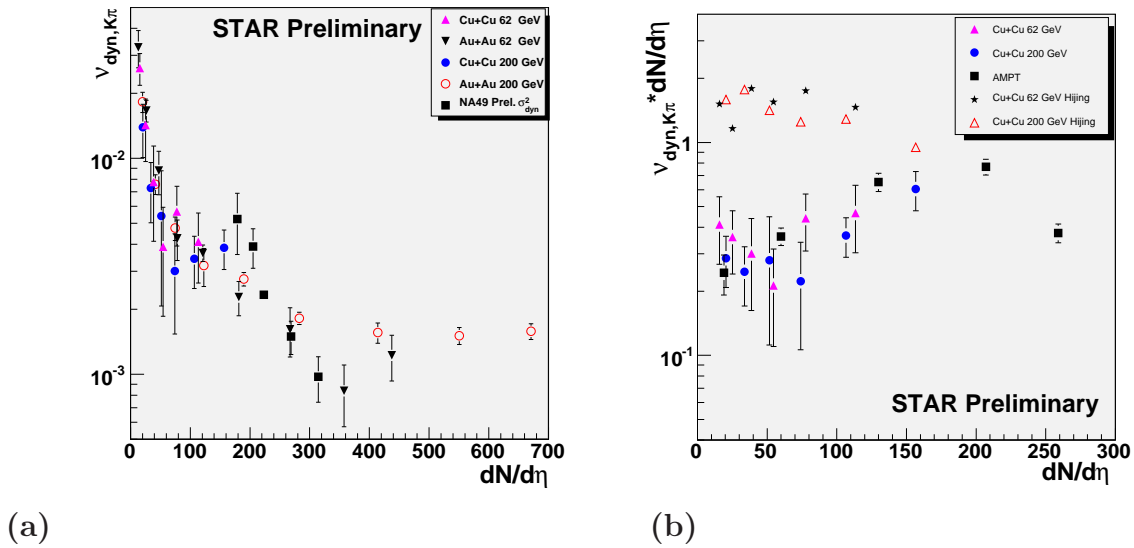 STAR Preliminary
Cu+Cu 62 GeV
Au+Au 62 GeV
Cu+Cu 200 GeV
Au+Au 200 GeV
NA49 Prel. σ²dyn
νdyn,Kπ
10⁻²
10⁻³
0 100 200 300 400 500 600 700
dN/dη
(a)
Cu+Cu 62 GeV
Cu+Cu 200 GeV
AMPT
Cu+Cu 62 GeV Hijing
Cu+Cu 200 GeV Hijing
νdyn,Kπ*dN/dη
10
1
10⁻¹
STAR Preliminary
0 50 100 150 200 250 300
dN/dη
(b)